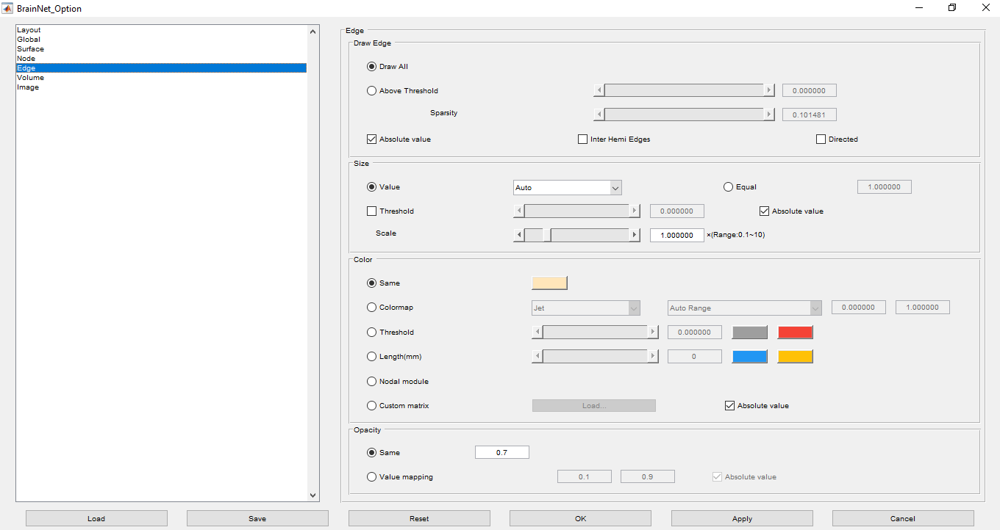 BrainNet_Option
Layout
Global
Surface
Node
Edge
Volume
Image
Edge
Draw Edge
Draw All
Above Threshold 0.000000
Sparsity 0.101481
Absolute value Inter Hemi Edges Directed
Size
Value Auto Equal 1.000000
Threshold 0.000000 Absolute value
Scale 1.000000 ×(Range:0.1~10)
Color
Same
Colormap Jet Auto Range 0.000000 1.000000
Threshold 0.000000
Length(mm) 0
Nodal module
Custom matrix Load... Absolute value
Opacity
Same 0.7
Value mapping 0.1 0.9 Absolute value
Load Save Reset OK Apply Cancel